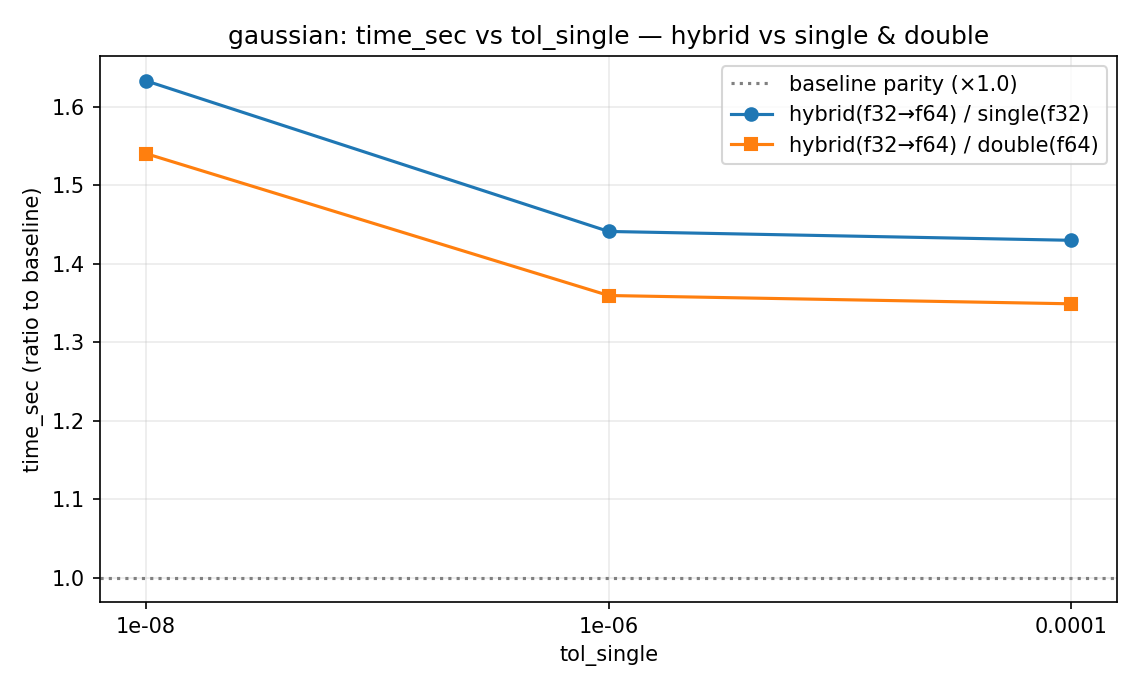 gaussian: time_sec vs tol_single — hybrid vs single & double
baseline parity (×1.0)
hybrid(f32→f64) / single(f32)
hybrid(f32→f64) / double(f64)
time_sec (ratio to baseline)
1.6
1.5
1.4
1.3
1.2
1.1
1.0
1e-08
1e-06
0.0001
tol_single